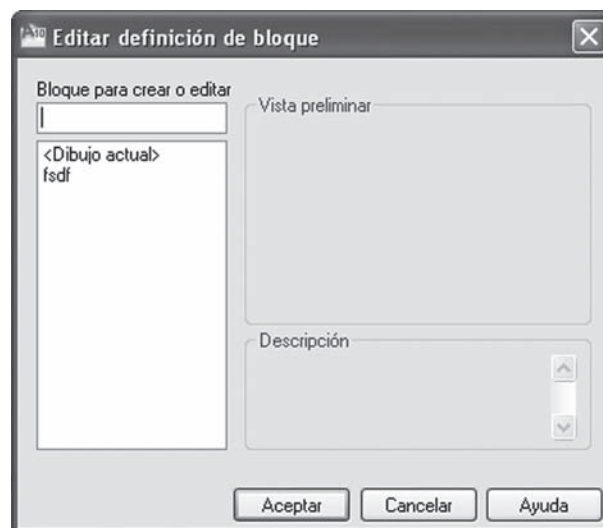 Editar definición de bloque
Bloque para crear o editar
Vista preliminar
<Dibujo actual>
fsdf
Descripción
Aceptar
Cancelar
Ayuda